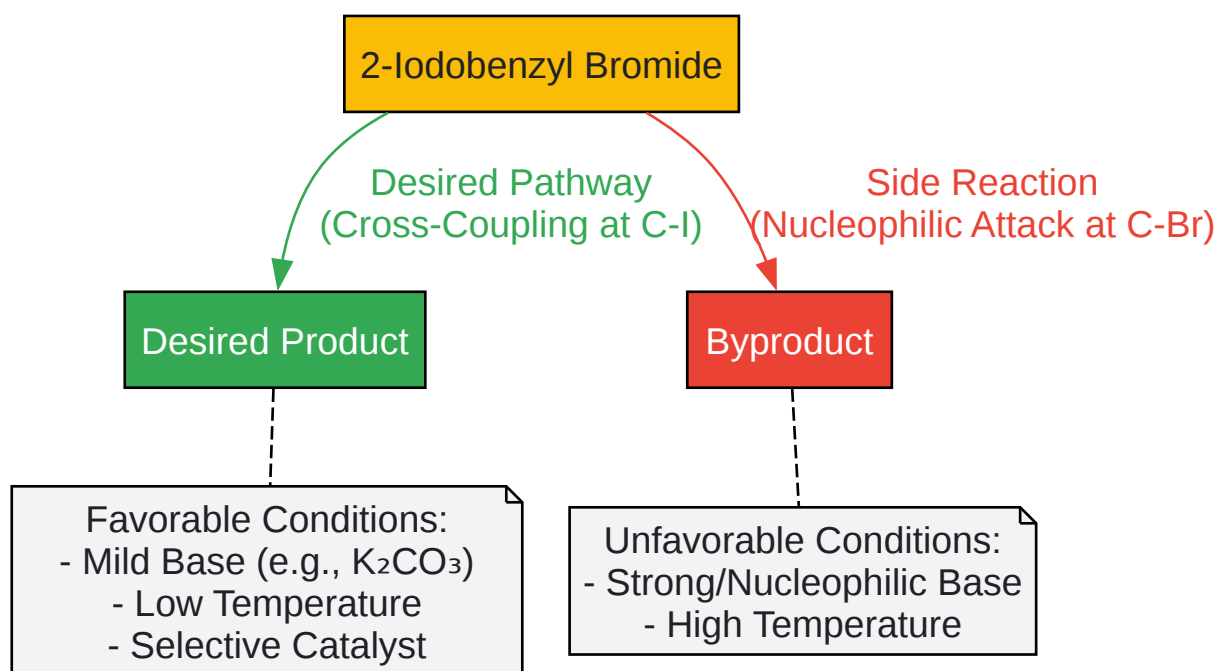 2-Iodobenzyl Bromide
Desired Pathway
(Cross-Coupling at C-I)
Side Reaction
(Nucleophilic Attack at C-Br)
Desired Product
Byproduct
Favorable Conditions:
- Mild Base (e.g., K₂CO₃)
- Low Temperature
- Selective Catalyst
Unfavorable Conditions:
- Strong/Nucleophilic Base
- High Temperature